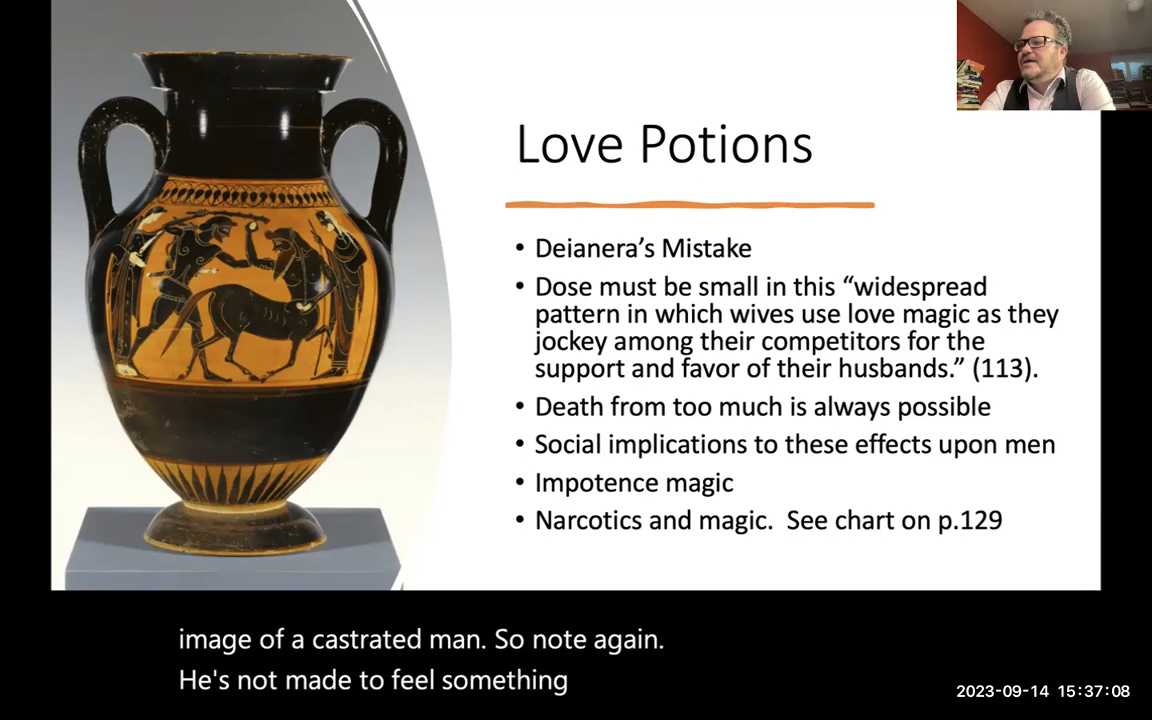 Love Potions
• Deianera’s Mistake
• Dose must be small in this “widespread
pattern in which wives use love magic as they
jockey among their competitors for the
support and favor of their husbands.” (113).
• Death from too much is always possible
• Social implications to these effects upon men
• Impotence magic
• Narcotics and magic.  See chart on p.129
image of a castrated man. So note again.
He's not made to feel something
2023-09-14 15:37:08